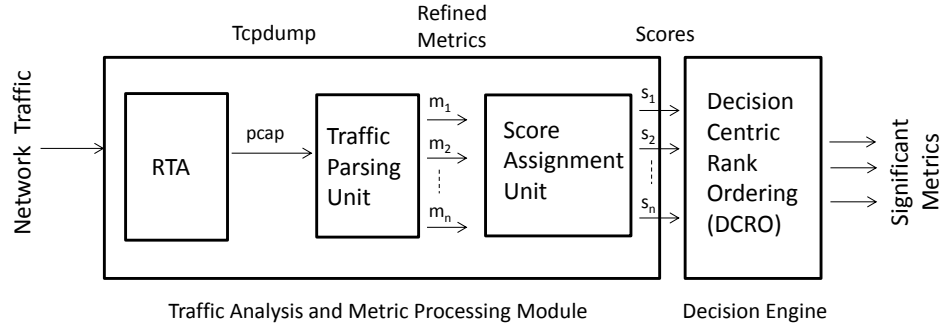 Tcpdump
Refined
Metrics
Scores
Network Traffic
RTA
pcap
Traffic
Parsing
Unit
m1
m2
mn
Score
Assignment
Unit
s1
s2
sn
Decision
Centric
Rank
Ordering
(DCRO)
Significant
Metrics
Traffic Analysis and Metric Processing Module
Decision Engine